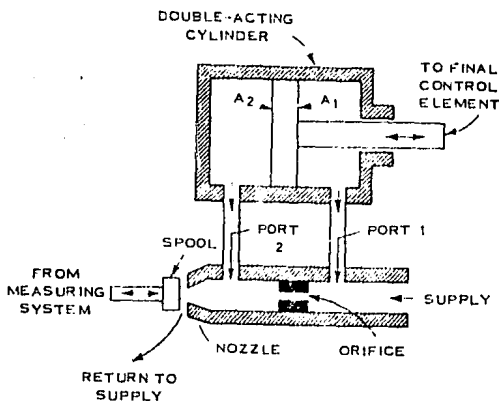 DOUBLE-ACTING
CYLINDER
TO FINAL
CONTROL
ELEMENT
A2
A1
PORT
2
PORT 1
SPOOL
FROM
MEASURING
SYSTEM
SUPPLY
NOZZLE
ORIFICE
RETURN TO
SUPPLY